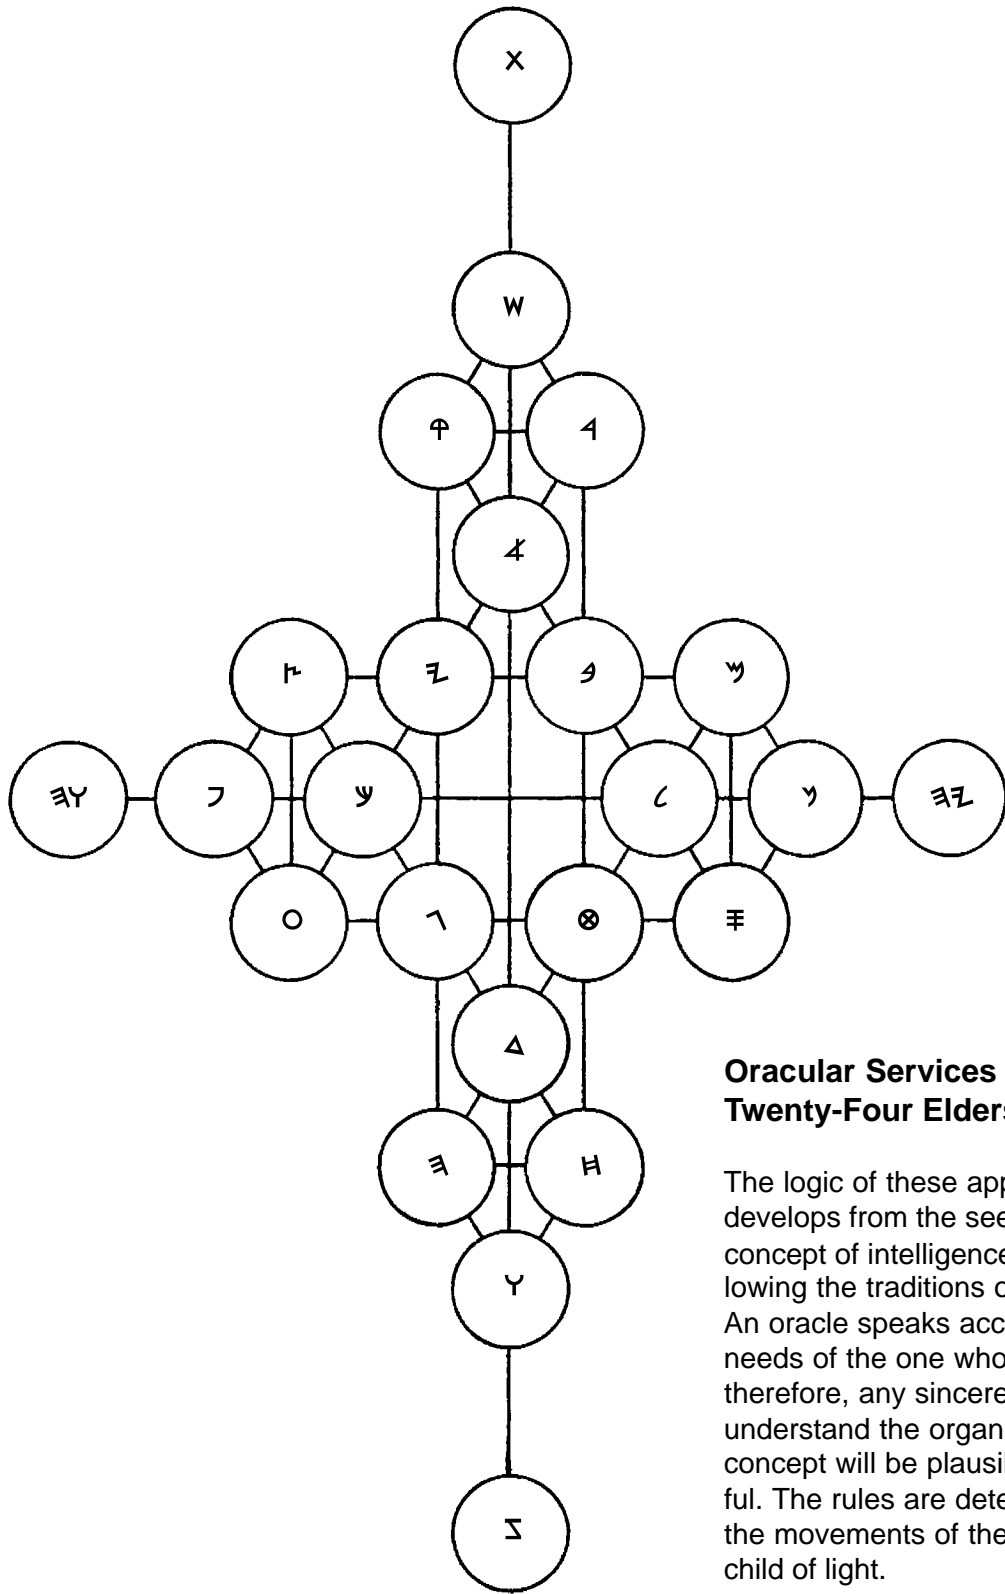 𐤕
𐤔
𐤒 𐤓
𐤀
𐤑 𐤉 𐤁 𐤌
𐤅𐤄 𐤐 𐤊 𐤋 𐤍 𐤉𐤄
𐤏 𐤂 𐤈 𐤎
𐤃
𐤄 𐤇
𐤅
𐤆
Oracular Services
Twenty-Four Elders
The logic of these app
develops from the see
concept of intelligence
lowing the traditions o
An oracle speaks acc
needs of the one who
therefore, any sincere
understand the organ
concept will be plausi
ful. The rules are dete
the movements of the
child of light.